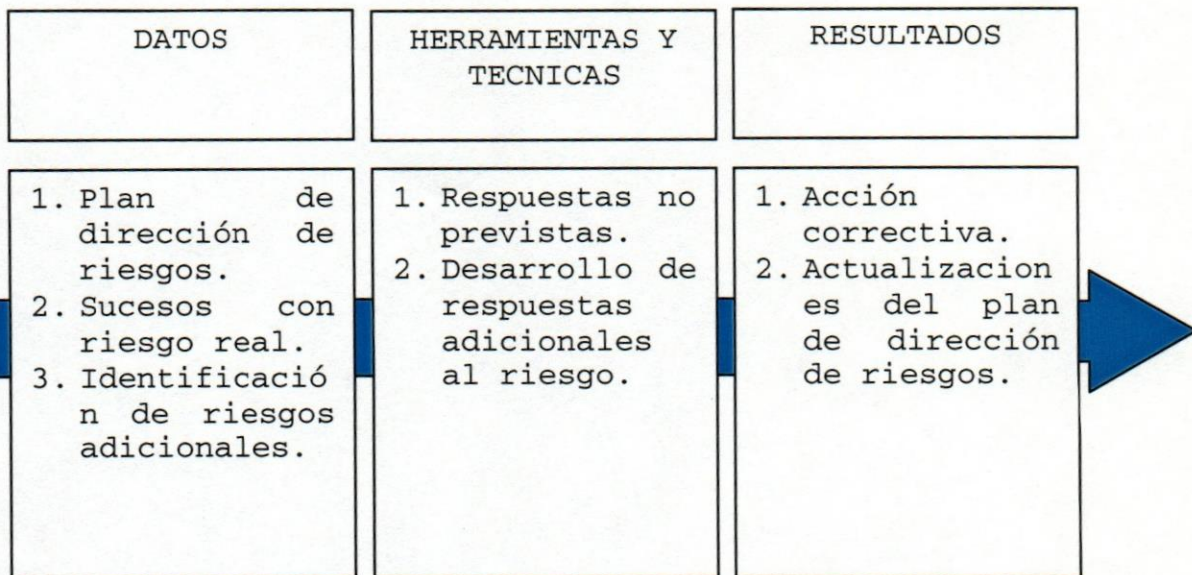 DATOS
HERRAMIENTAS Y
TECNICAS
RESULTADOS
1. Plan de
dirección de
riesgos.
2. Sucesos con
riesgo real.
3. Identificació
n de riesgos
adicionales.
1. Respuestas no
previstas.
2. Desarrollo de
respuestas
adicionales
al riesgo.
1. Acción
correctiva.
2. Actualizacion
es del plan
de dirección
de riesgos.